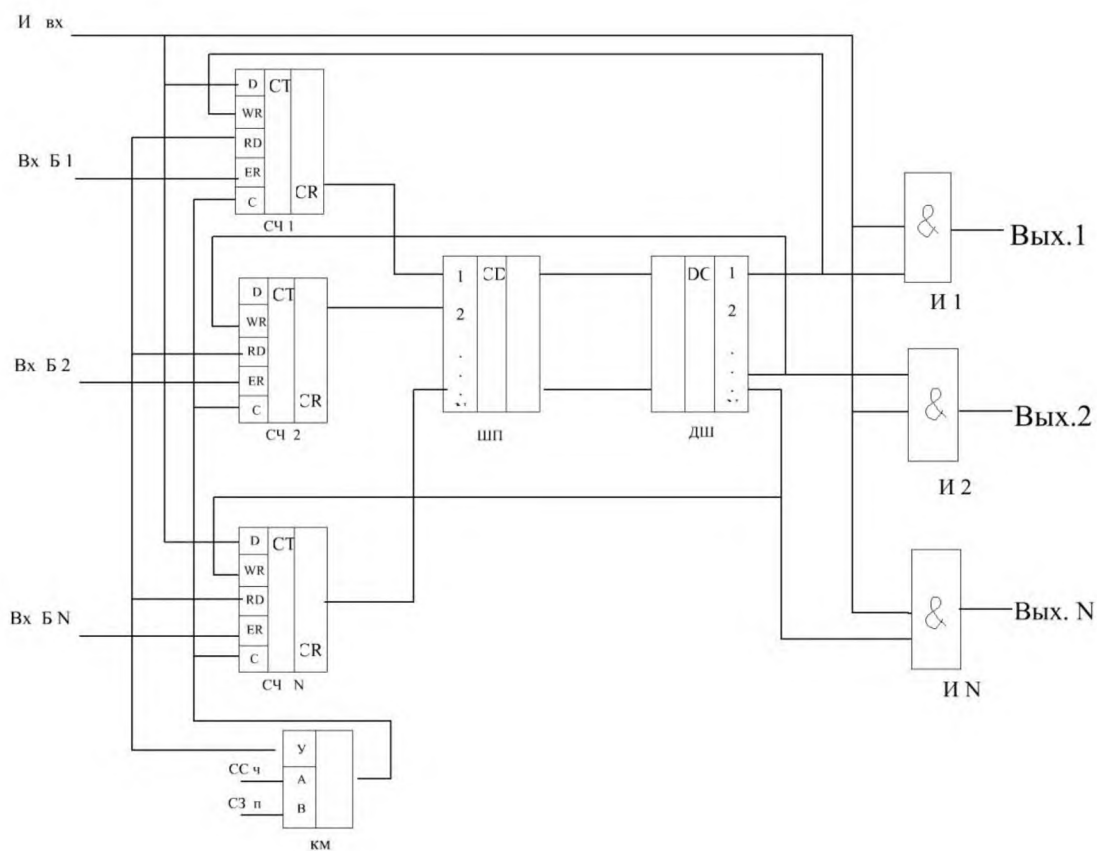 И вх
D CT
WR
RD
Вх Б 1
ER
CR
C
СЧ 1
&
Вых.1
И 1
1 CD
2
.
.
.
ШП
DC 1
2
.
.
.
ДШ
D CT
WR
RD
Вх Б 2
ER
CR
C
СЧ 2
&
Вых.2
И 2
D CT
WR
RD
Вх Б N
ER
CR
C
СЧ N
&
Вых. N
И N
У
СС ч
A
СЗ п
B
км